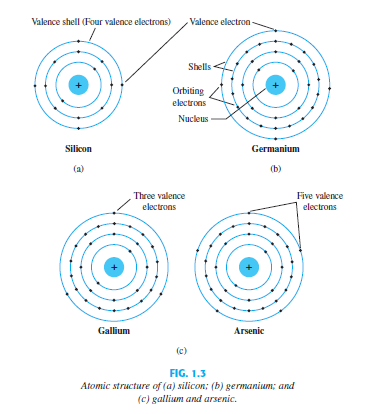 Valence shell (Four valence electrons)
Valence electron
Shells
Orbiting
electrons
Nucleus
+
+
Silicon
Germanium
(a)
(b)
Three valence
electrons
Five valence
electrons
+
+
Gallium
Arsenic
(c)
FIG. 1.3
Atomic structure of (a) silicon; (b) germanium; and
(c) gallium and arsenic.